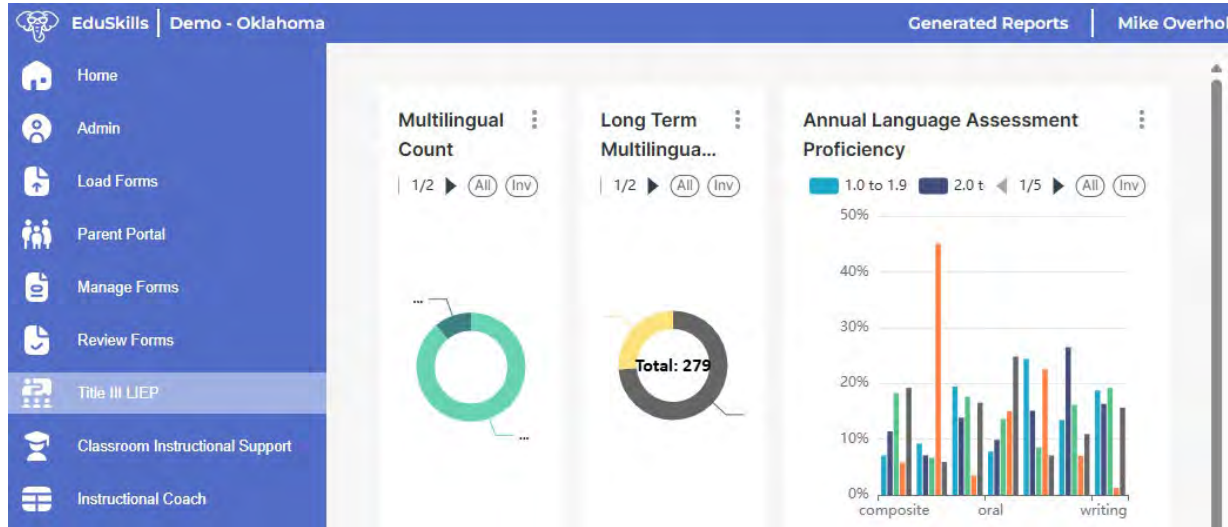 EduSkills | Demo - Oklahoma
Generated Reports | Mike Overhol
Home
Admin
Load Forms
Parent Portal
Manage Forms
Review Forms
Title III LIEP
Classroom Instructional Support
Instructional Coach
Multilingual
Count
1/2 All Inv
...
...
Long Term
Multilingua...
1/2 All Inv
Total: 279
Annual Language Assessment
Proficiency
1.0 to 1.9 2.0 t 1/5 All Inv
50%
40%
30%
20%
10%
0%
composite oral writing